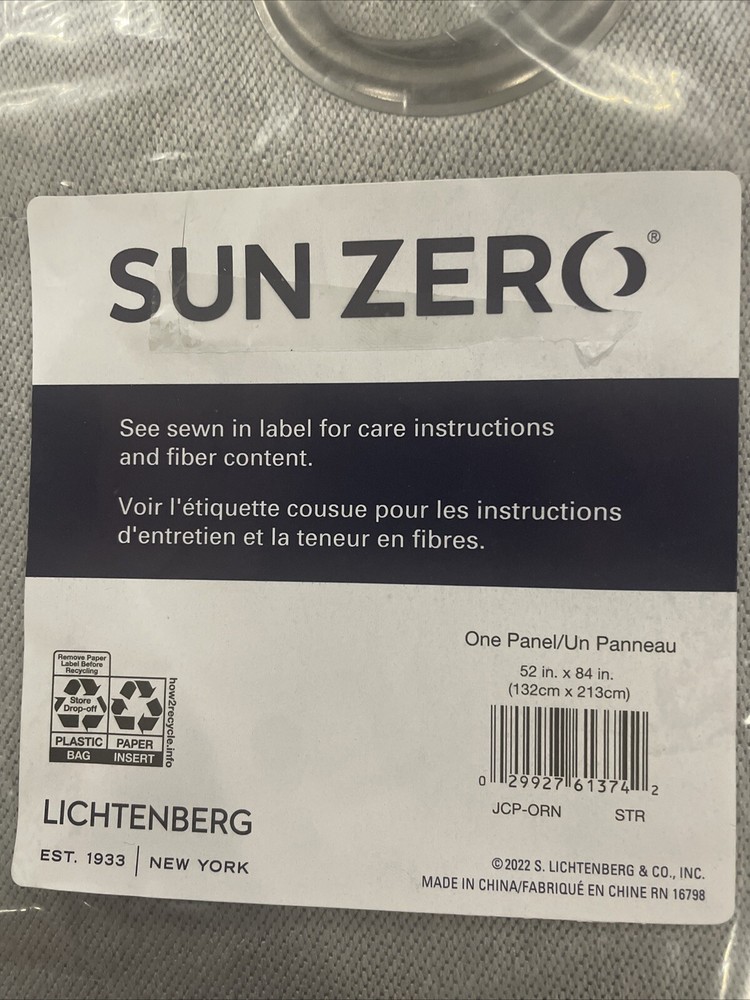 SUN ZERO®
See sewn in label for care instructions
and fiber content.
Voir l'étiquette cousue pour les instructions
d'entretien et la teneur en fibres.
One Panel/Un Panneau
52 in. x 84 in.
(132cm x 213cm)
0 29927 61374 2
JCP-ORN STR
Remove Paper
Label Before
Recycling
Store
Drop-off
PLASTIC PAPER
BAG INSERT
how2recycle.info
LICHTENBERG
EST. 1933 | NEW YORK
©2022 S. LICHTENBERG & CO., INC.
MADE IN CHINA/FABRIQUÉ EN CHINE RN 16798